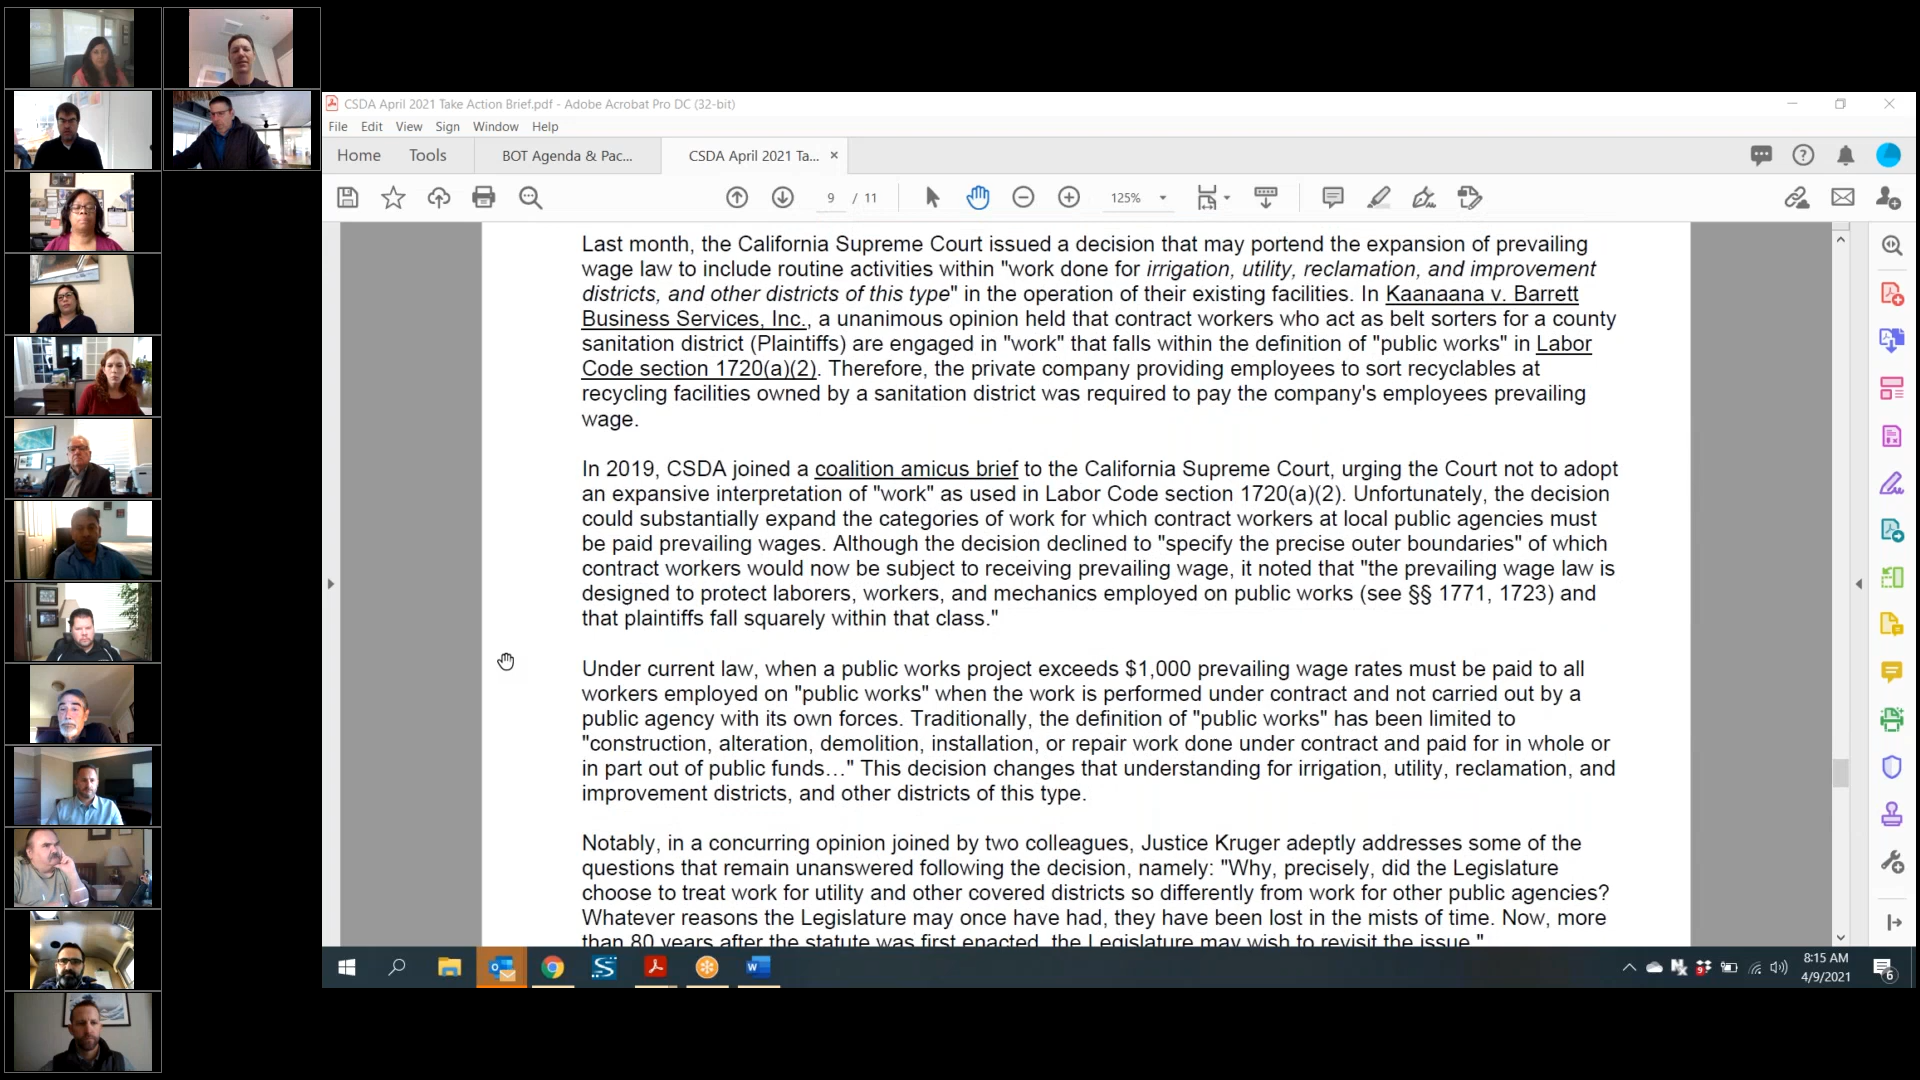 CSDA April 2021 Take Action Brief.pdf - Adobe Acrobat Pro DC (32-bit)
File Edit View Sign Window Help
Home Tools BOT Agenda & Pac... CSDA April 2021 Ta... ×
9 / 11 125%
Last month, the California Supreme Court issued a decision that may portend the expansion of prevailing
wage law to include routine activities within "work done for irrigation, utility, reclamation, and improvement
districts, and other districts of this type" in the operation of their existing facilities. In Kaanaana v. Barrett
Business Services, Inc., a unanimous opinion held that contract workers who act as belt sorters for a county
sanitation district (Plaintiffs) are engaged in "work" that falls within the definition of "public works" in Labor
Code section 1720(a)(2). Therefore, the private company providing employees to sort recyclables at
recycling facilities owned by a sanitation district was required to pay the company's employees prevailing
wage.
In 2019, CSDA joined a coalition amicus brief to the California Supreme Court, urging the Court not to adopt
an expansive interpretation of "work" as used in Labor Code section 1720(a)(2). Unfortunately, the decision
could substantially expand the categories of work for which contract workers at local public agencies must
be paid prevailing wages. Although the decision declined to "specify the precise outer boundaries" of which
contract workers would now be subject to receiving prevailing wage, it noted that "the prevailing wage law is
designed to protect laborers, workers, and mechanics employed on public works (see §§ 1771, 1723) and
that plaintiffs fall squarely within that class."
Under current law, when a public works project exceeds $1,000 prevailing wage rates must be paid to all
workers employed on "public works" when the work is performed under contract and not carried out by a
public agency with its own forces. Traditionally, the definition of "public works" has been limited to
"construction, alteration, demolition, installation, or repair work done under contract and paid for in whole or
in part out of public funds…" This decision changes that understanding for irrigation, utility, reclamation, and
improvement districts, and other districts of this type.
Notably, in a concurring opinion joined by two colleagues, Justice Kruger adeptly addresses some of the
questions that remain unanswered following the decision, namely: "Why, precisely, did the Legislature
choose to treat work for utility and other covered districts so differently from work for other public agencies?
Whatever reasons the Legislature may once have had, they have been lost in the mists of time. Now, more
than 80 years after the statute was first enacted, the Legislature may wish to revisit the issue."
8:15 AM
4/9/2021
6